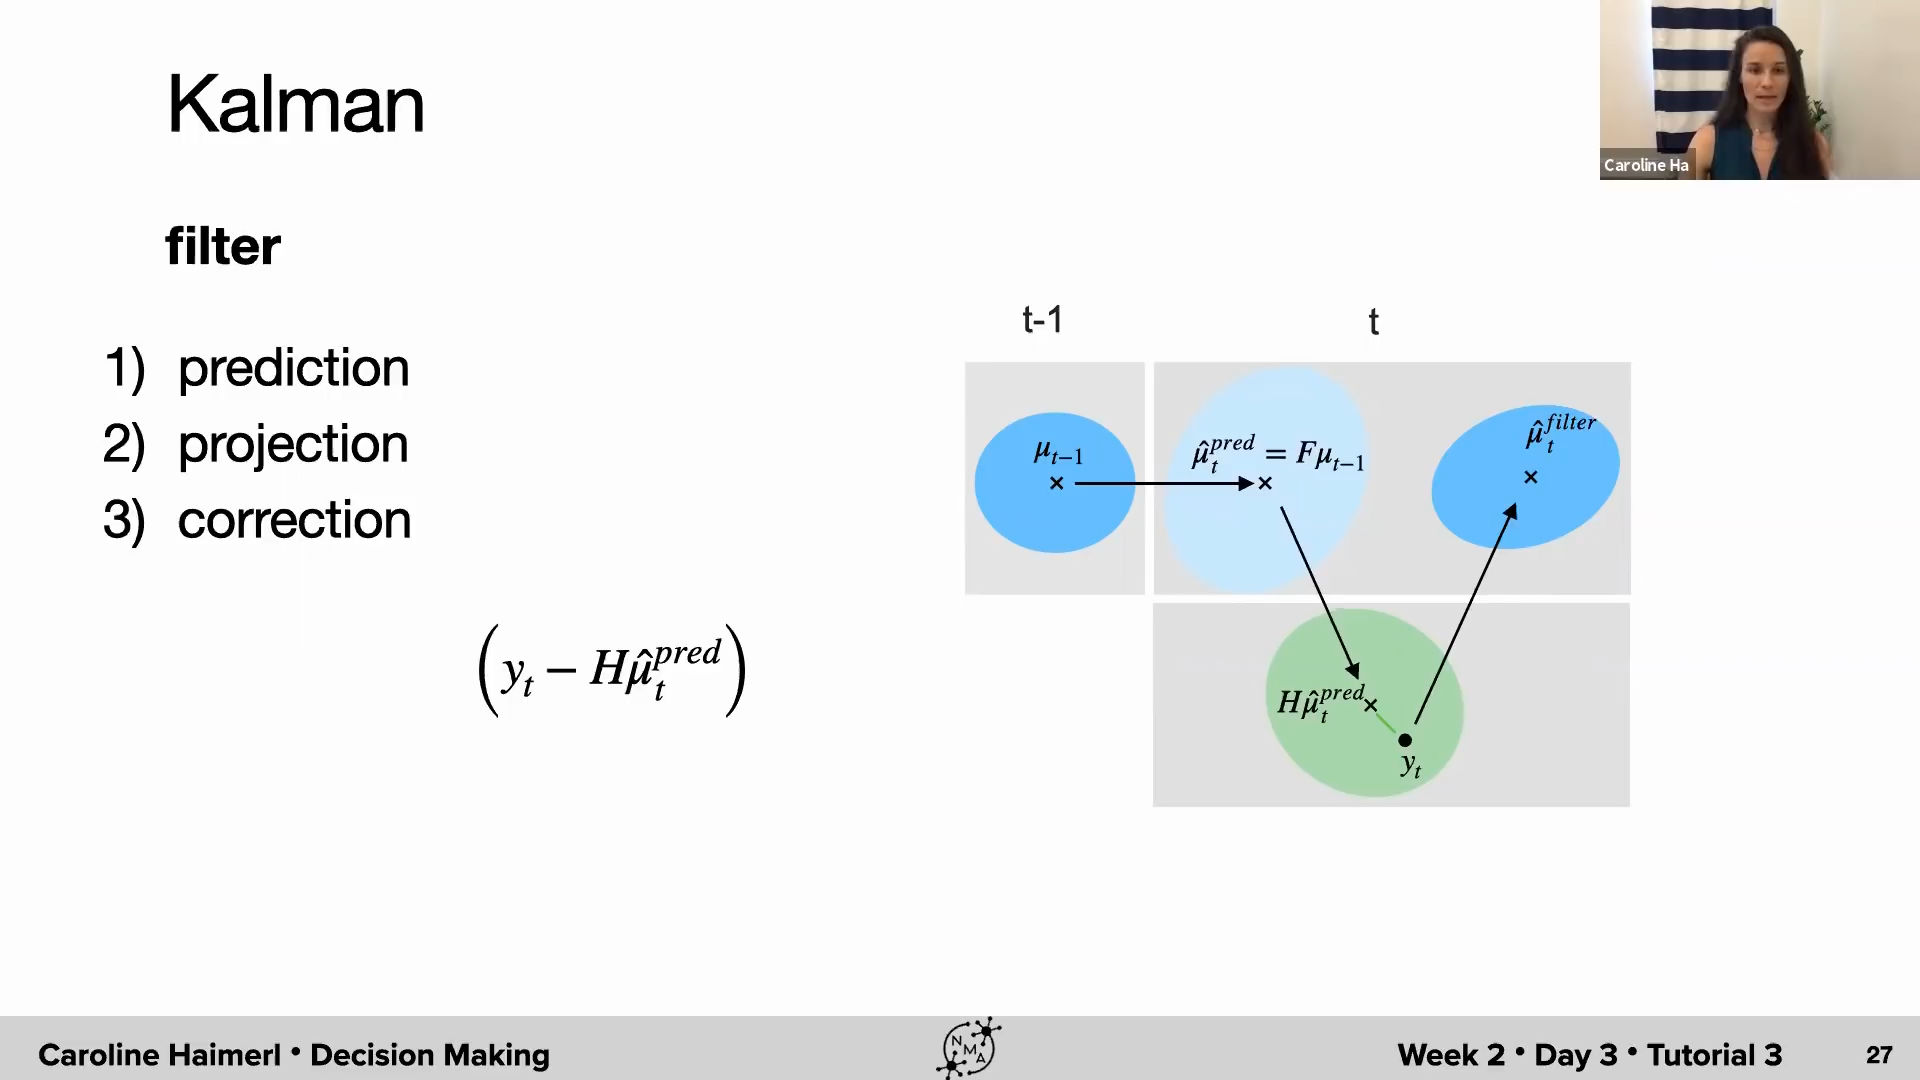 Kalman
filter
1) prediction
2) projection
3) correction
(y_t − Hμ̂_t^{pred})
t-1
t
μ_{t−1}
μ̂_t^{pred} = Fμ_{t−1}
μ̂_t^{filter}
Hμ̂_t^{pred}
y_t
Caroline Ha
Caroline Haimerl • Decision Making
NMA
Week 2 • Day 3 • Tutorial 3
27